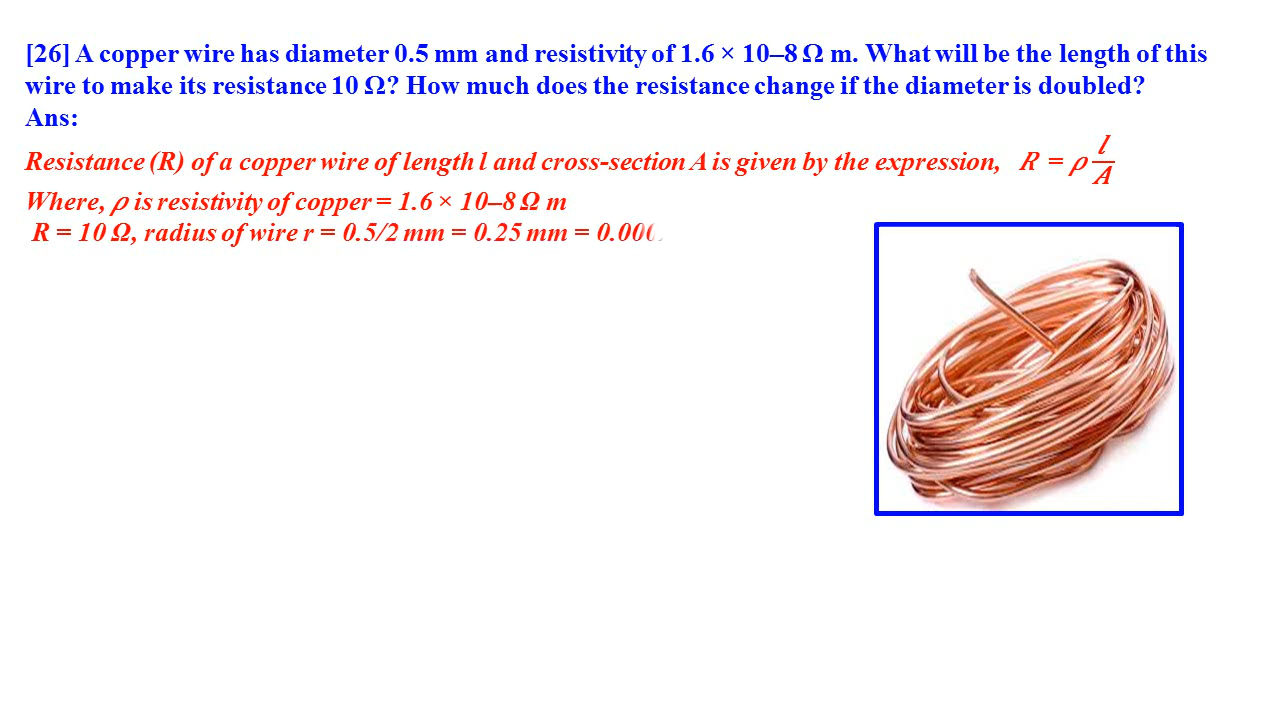 [26] A copper wire has diameter 0.5 mm and resistivity of 1.6 × 10–8 Ω m. What will be the length of this
wire to make its resistance 10 Ω? How much does the resistance change if the diameter is doubled?
Ans:
Resistance (R) of a copper wire of length l and cross-section A is given by the expression, R = ρ l/A
Where, ρ is resistivity of copper = 1.6 × 10–8 Ω m
R = 10 Ω, radius of wire r = 0.5/2 mm = 0.25 mm =